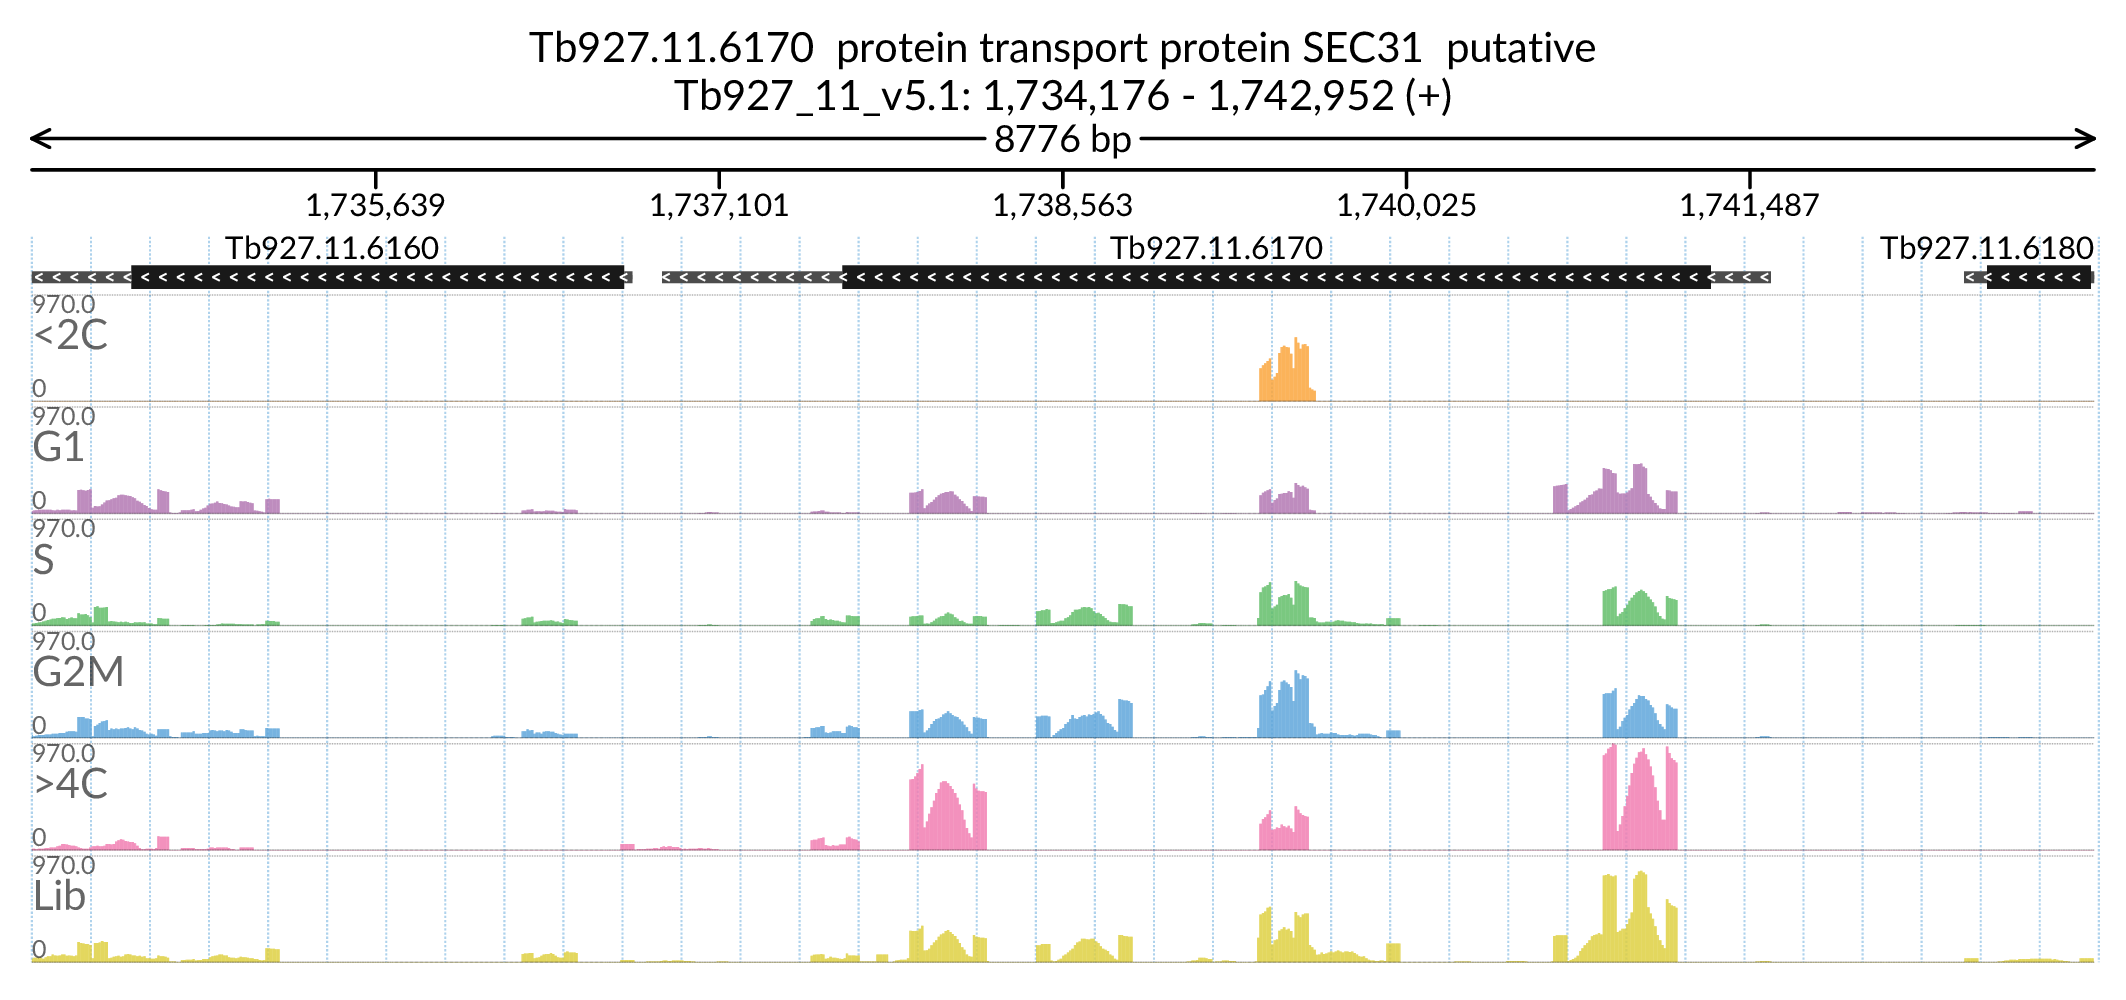 Tb927.11.6170 protein transport protein SEC31 putative
Tb927_11_v5.1: 1,734,176 - 1,742,952 (+)
8776 bp
1,735,639 1,737,101 1,738,563 1,740,025 1,741,487
Tb927.11.6160 Tb927.11.6170 Tb927.11.6180
970.0
<2C
0
970.0
G1
0
970.0
S
0
970.0
G2M
0
970.0
>4C
0
970.0
Lib
0